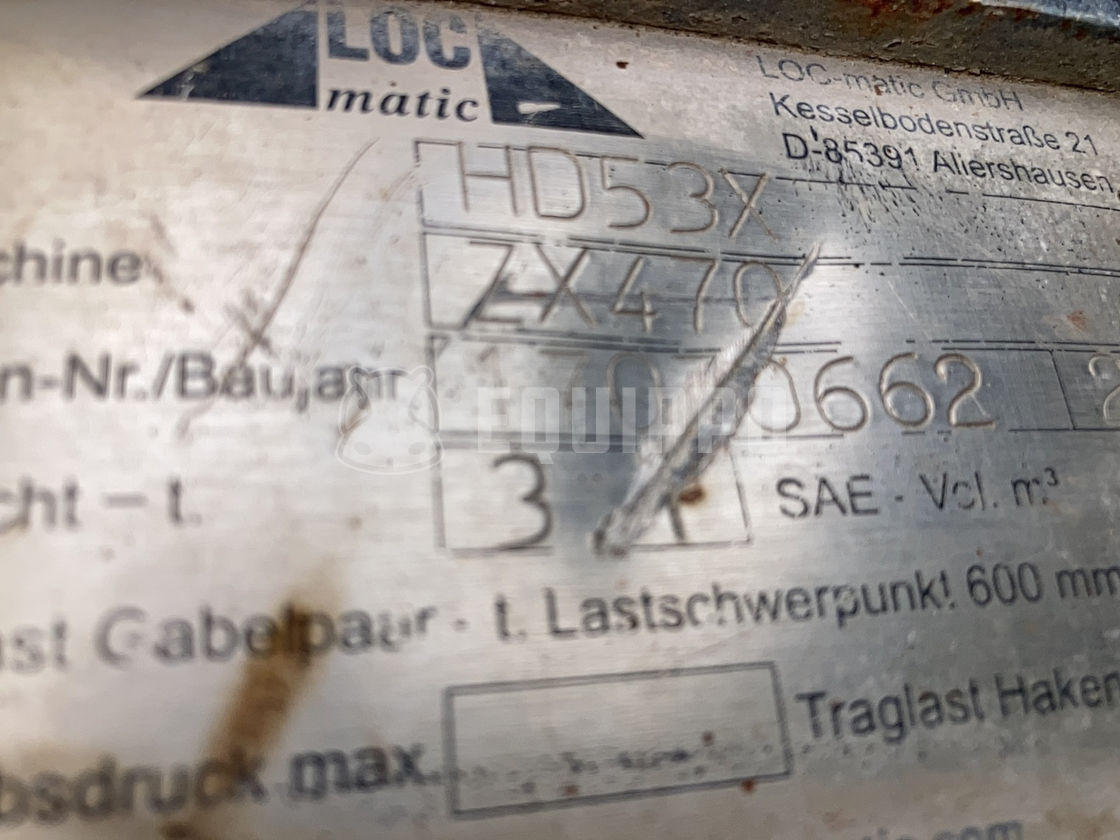 LOC
matic
LOC-matic GmbH
Kesselbodenstraße 21
D-85391 Allershausen
HD53X
chine ZX470
n-Nr./Baujahr 0662
cht - t. 3 SAE - Vol. m³
ast Gabelpaar - t. Lastschwerpunkt 600 mm
bsdruck max. Traglast Haken
EQUIPPO